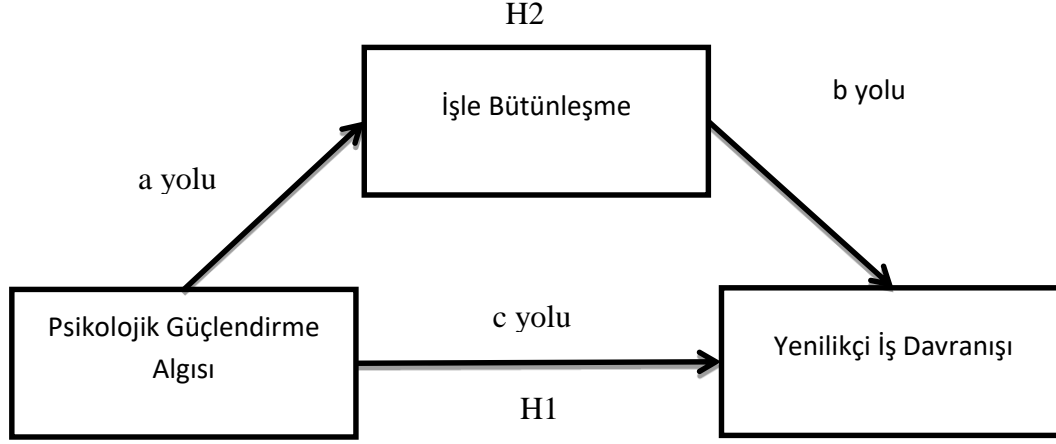 H2
İşle Bütünleşme
b yolu
a yolu
Psikolojik Güçlendirme
Algısı
c yolu
Yenilikçi İş Davranışı
H1